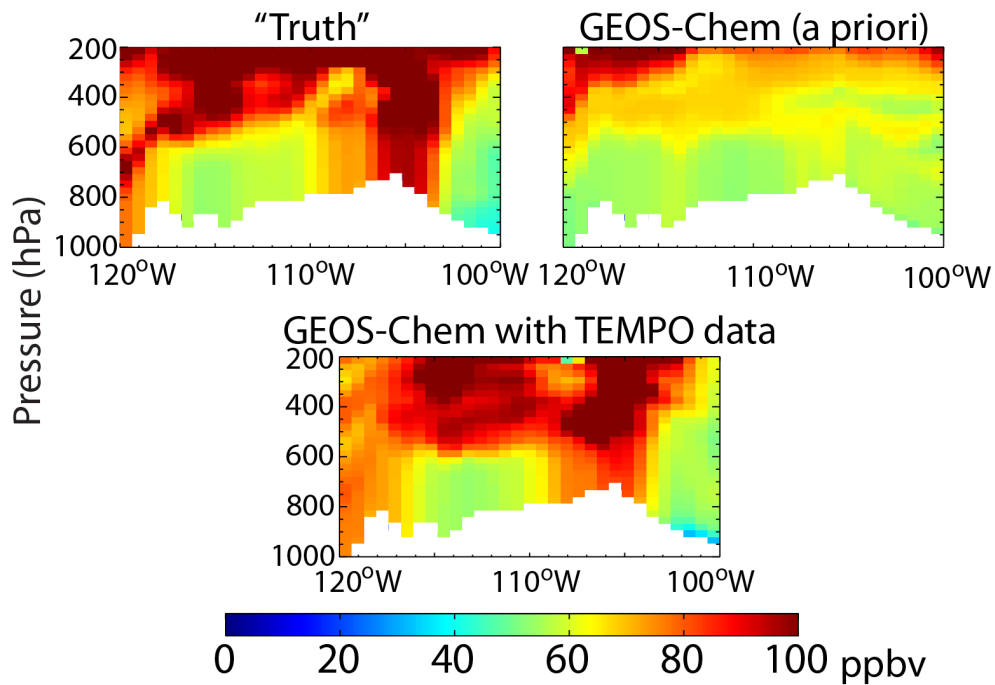 “Truth”
GEOS-Chem (a priori)
200
400
600
800
1000
120°W
110°W
100°W
120°W
110°W
100°W
Pressure (hPa)
GEOS-Chem with TEMPO data
200
400
600
800
1000
120°W
110°W
100°W
0
20
40
60
80
100
ppbv